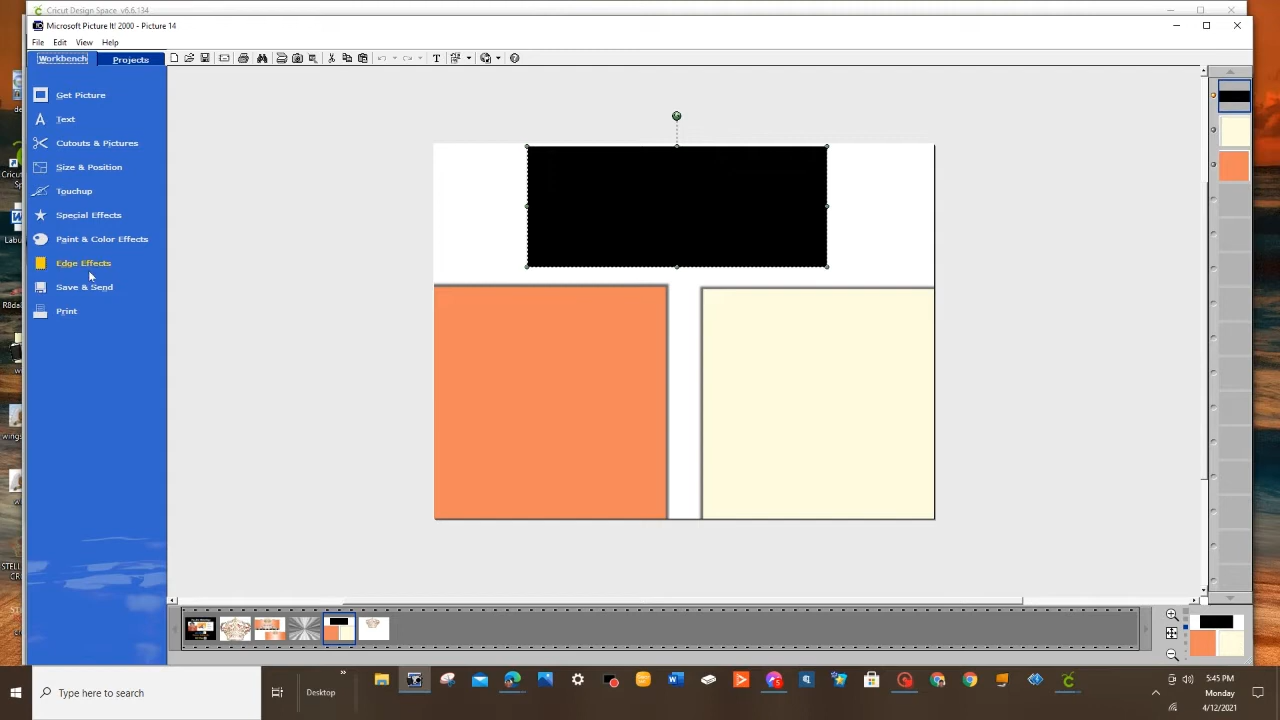 Cricut Design Space v6.6.134
Microsoft Picture It! 2000 - Picture 14
File Edit View Help
Workbench Projects
Get Picture
Text
Cutouts & Pictures
Size & Position
Touchup
Special Effects
Paint & Color Effects
Edge Effects
Save & Send
Print
Type here to search
Desktop
5:45 PM
Monday
4/12/2021